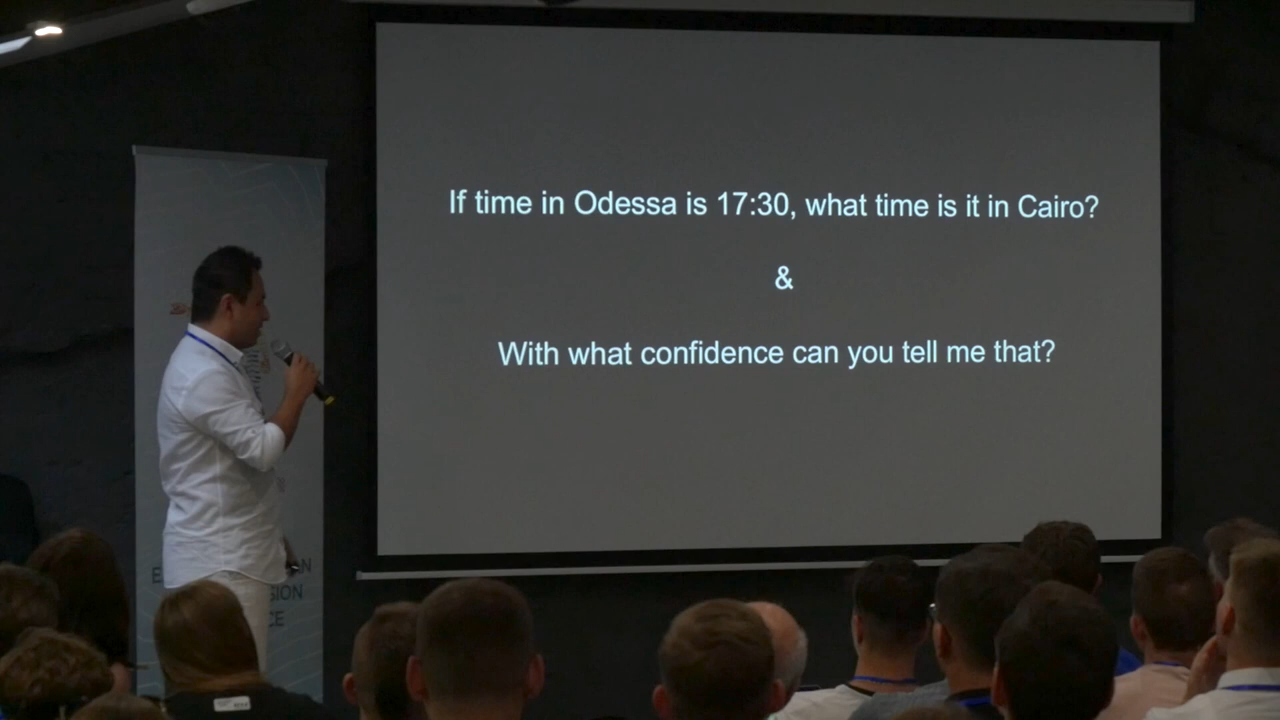 If time in Odessa is 17:30, what time is it in Cairo?
&
With what confidence can you tell me that?